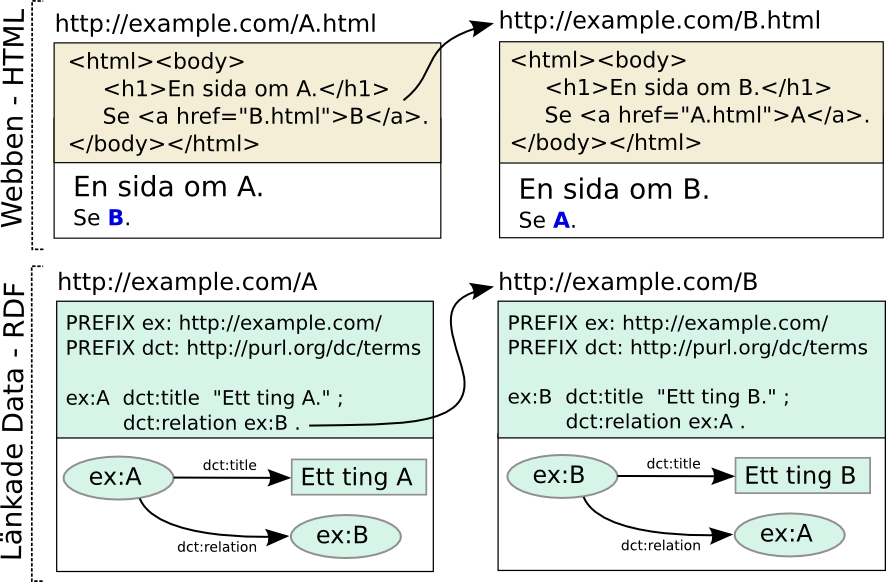 Webben - HTML
http://example.com/A.html
<html><body>
<h1>En sida om A.</h1>
Se <a href="B.html">B</a>.
</body></html>
En sida om A.
Se B.
http://example.com/B.html
<html><body>
<h1>En sida om B.</h1>
Se <a href="A.html">A</a>.
</body></html>
En sida om B.
Se A.
Länkade Data - RDF
http://example.com/A
PREFIX ex: http://example.com/
PREFIX dct: http://purl.org/dc/terms
ex:A dct:title "Ett ting A." ;
dct:relation ex:B .
ex:A
dct:title
Ett ting A
dct:relation
ex:B
http://example.com/B
PREFIX ex: http://example.com/
PREFIX dct: http://purl.org/dc/terms
ex:B dct:title "Ett ting B." ;
dct:relation ex:A .
ex:B
dct:title
Ett ting B
dct:relation
ex:A